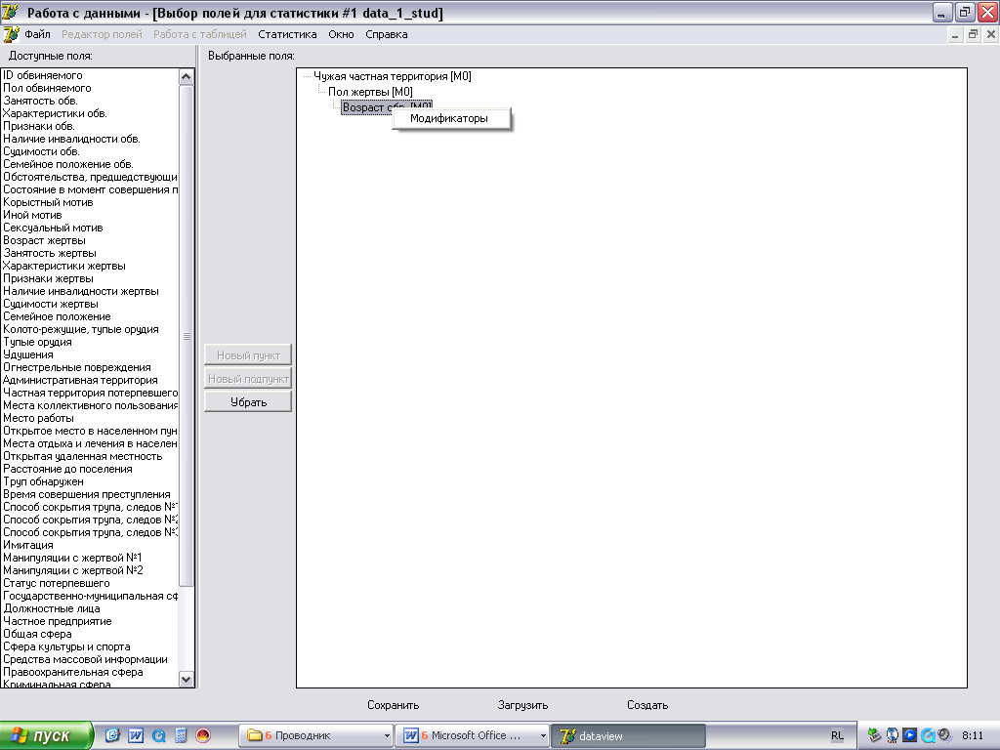 Работа с данными - [Выбор полей для статистики #1 data_1_stud]
Файл Редактор полей Работа с таблицей Статистика Окно Справка
Доступные поля:
Выбранные поля:
ID обвиняемого
Пол обвиняемого
Занятость обв.
Характеристики обв.
Признаки обв.
Наличие инвалидности обв.
Судимости обв.
Семейное положение обв.
Обстоятельства, предшедствующи
Состояние в момент совершения п
Корыстный мотив
Иной мотив
Сексуальный мотив
Возраст жертвы
Занятость жертвы
Характеристики жертвы
Признаки жертвы
Наличие инвалидности жертвы
Судимости жертвы
Семейное положение
Колото-режущие, тупые орудия
Тупые орудия
Удушения
Огнестрельные повреждения
Административная территория
Частная территория потерпевшего
Места коллективного пользования
Место работы
Открытое место в населенном пун
Места отдыха и лечения в населен
Открытая удаленная местность
Расстояние до поселения
Труп обнаружен
Время совершения преступления
Способ сокрытия трупа, следов №1
Способ сокрытия трупа, следов №2
Способ сокрытия трупа, следов №3
Имитация
Манипуляции с жертвой №1
Манипуляции с жертвой №2
Статус потерпевшего
Государственно-муниципальная сф
Должностные лица
Частное предприятие
Общая сфера
Сфера культуры и спорта
Средства массовой информации
Правоохранительная сфера
Криминальная сфера
Новый пункт
Новый подпункт
Убрать
Чужая частная территория [M0]
Пол жертвы [M0]
Возраст обв. [M0]
Модификаторы
Сохранить Загрузить Создать
пуск
6 Проводник
6 Microsoft Office ...
dataview
RL
8:11